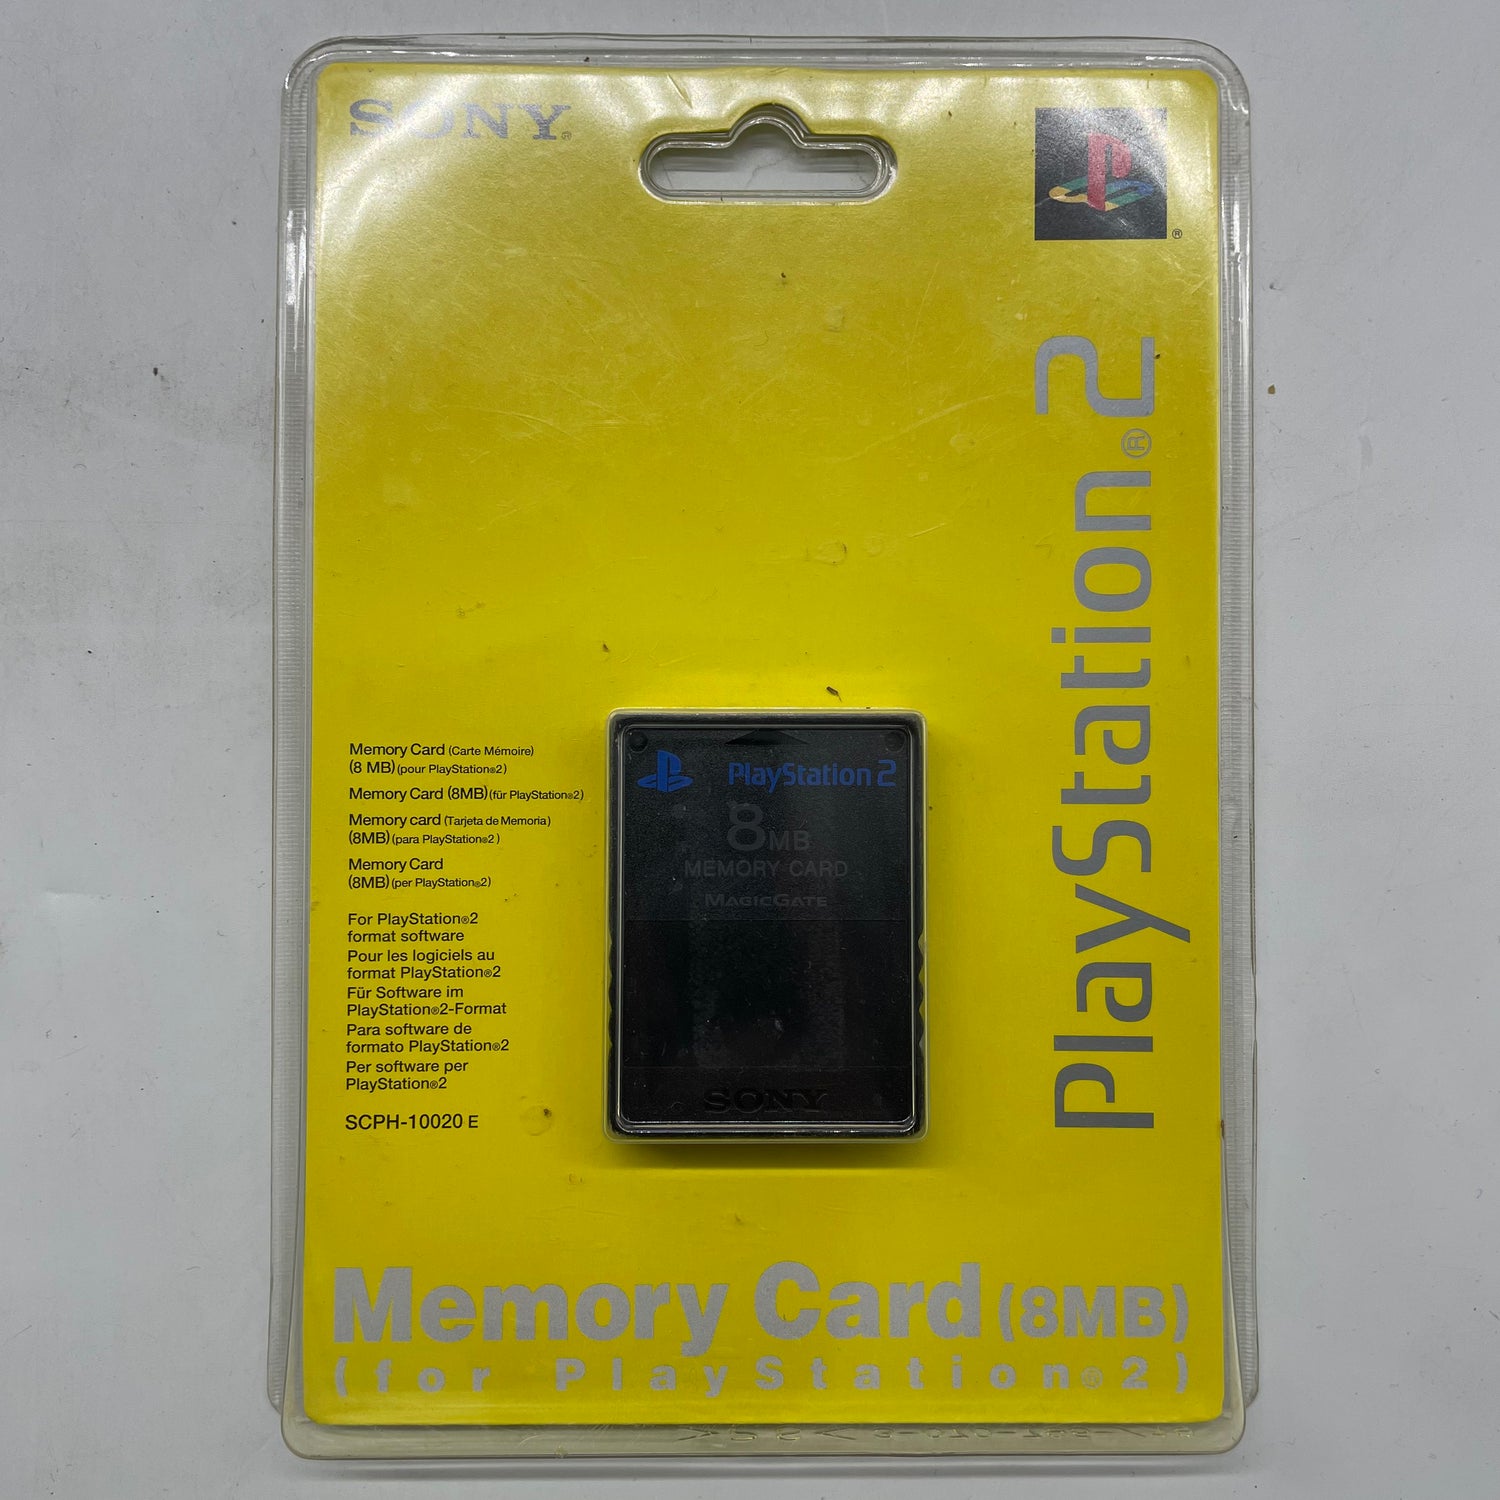 SONY®
®
PlayStation®2
Memory Card (Carte Mémoire)
(8 MB) (pour PlayStation®2)
Memory Card (8MB) (für PlayStation®2)
Memory card (Tarjeta de Memoria)
(8MB) (para PlayStation®2)
Memory Card
(8MB) (per PlayStation®2)
For PlayStation®2
format software
Pour les logiciels au
format PlayStation®2
Für Software im
PlayStation®2-Format
Para software de
formato PlayStation®2
Per software per
PlayStation®2
SCPH-10020 E
PlayStation 2
8MB
MEMORY CARD
MAGICGATE
SONY
Memory Card (8MB)
(for PlayStation®2)